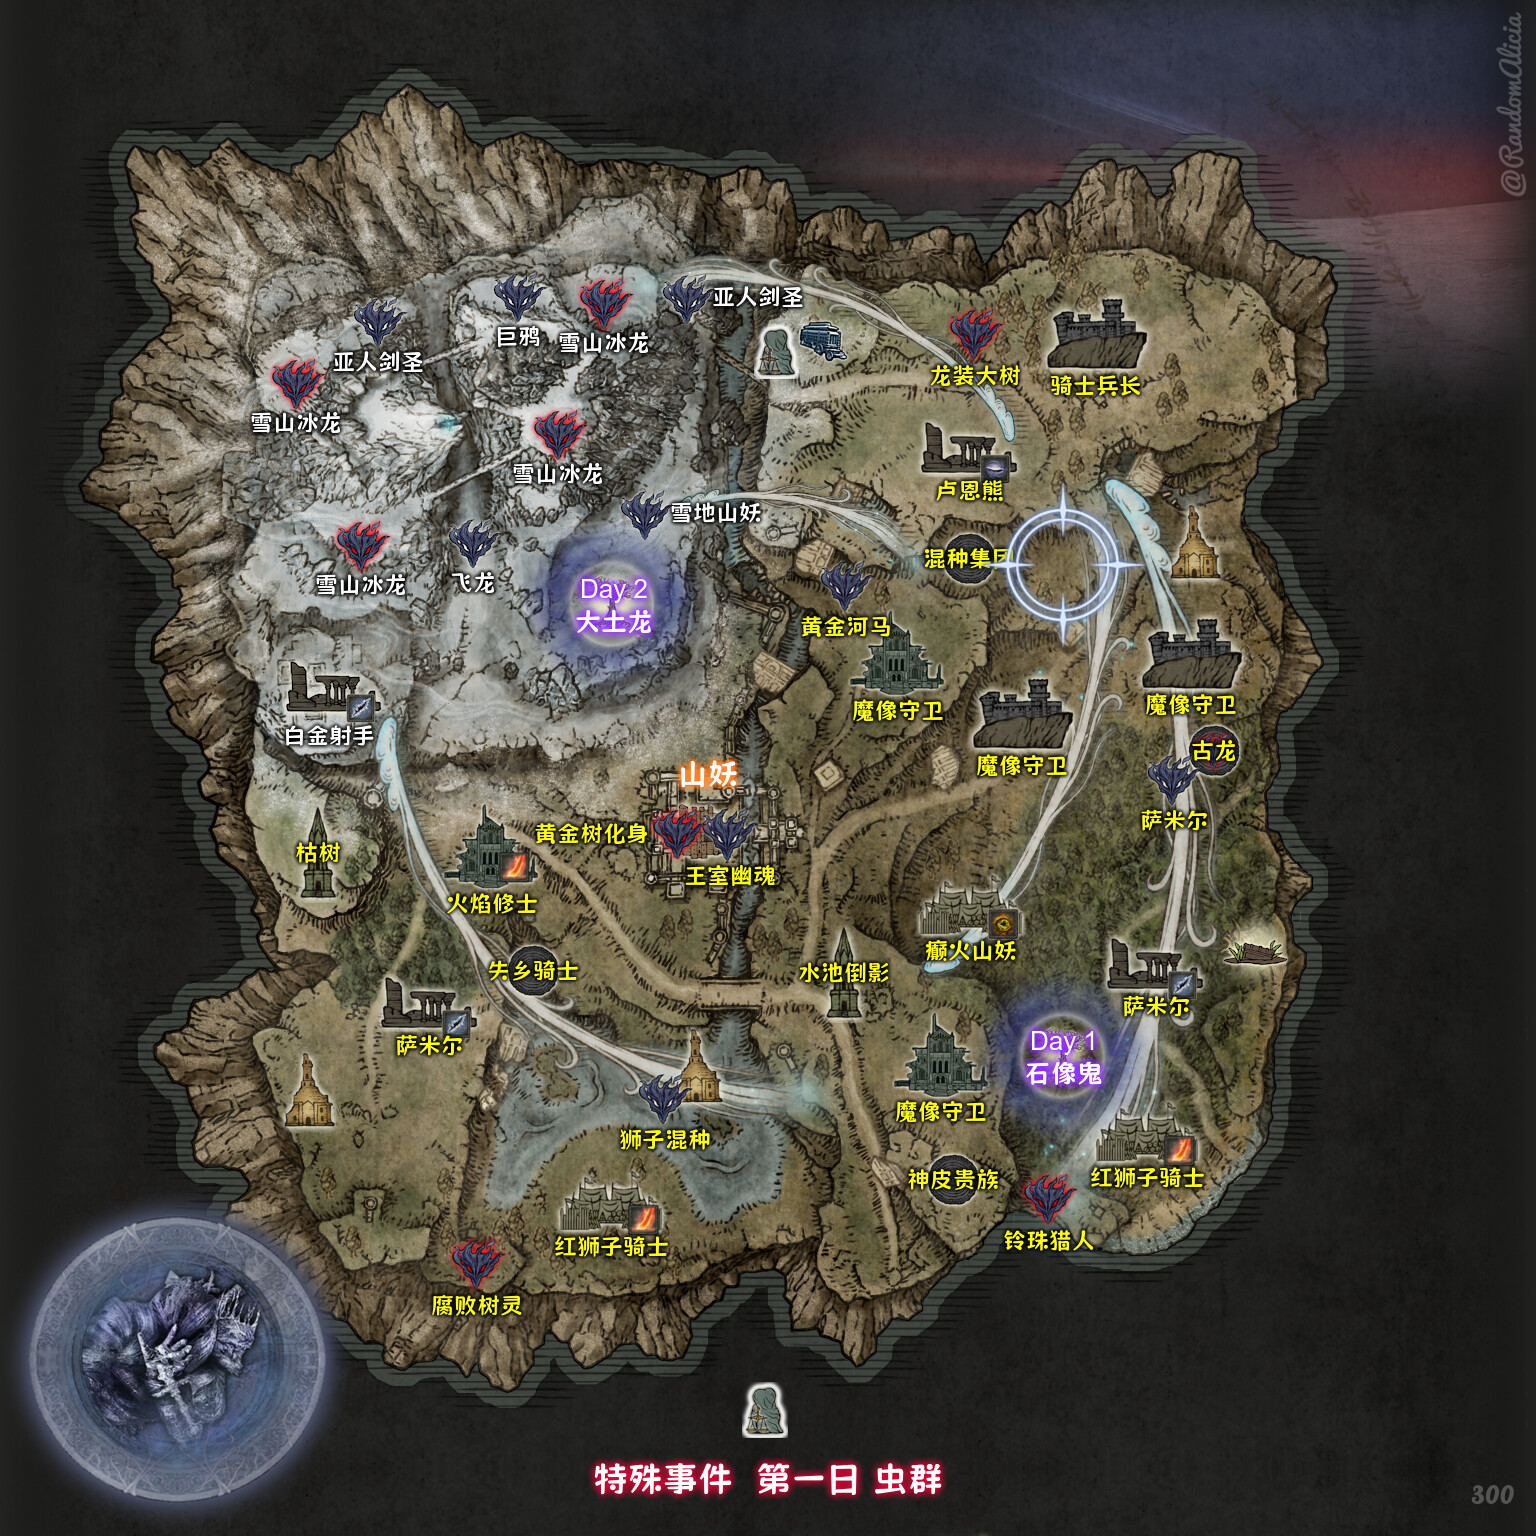 @RandomAlicia
亚人剑圣
巨鸦
雪山冰龙
亚人剑圣
雪山冰龙
龙装大树
骑士兵长
雪山冰龙
卢恩熊
雪地山妖
混种集团
雪山冰龙
飞龙
Day 2
大土龙
黄金河马
魔像守卫
魔像守卫
白金射手
古龙
魔像守卫
山妖
萨米尔
黄金树化身
枯树
王室幽魂
火焰修士
癫火山妖
失乡骑士
水池倒影
萨米尔
萨米尔
Day 1
石像鬼
魔像守卫
狮子混种
神皮贵族
红狮子骑士
铃珠猎人
红狮子骑士
腐败树灵
特殊事件 第一日 虫群
300